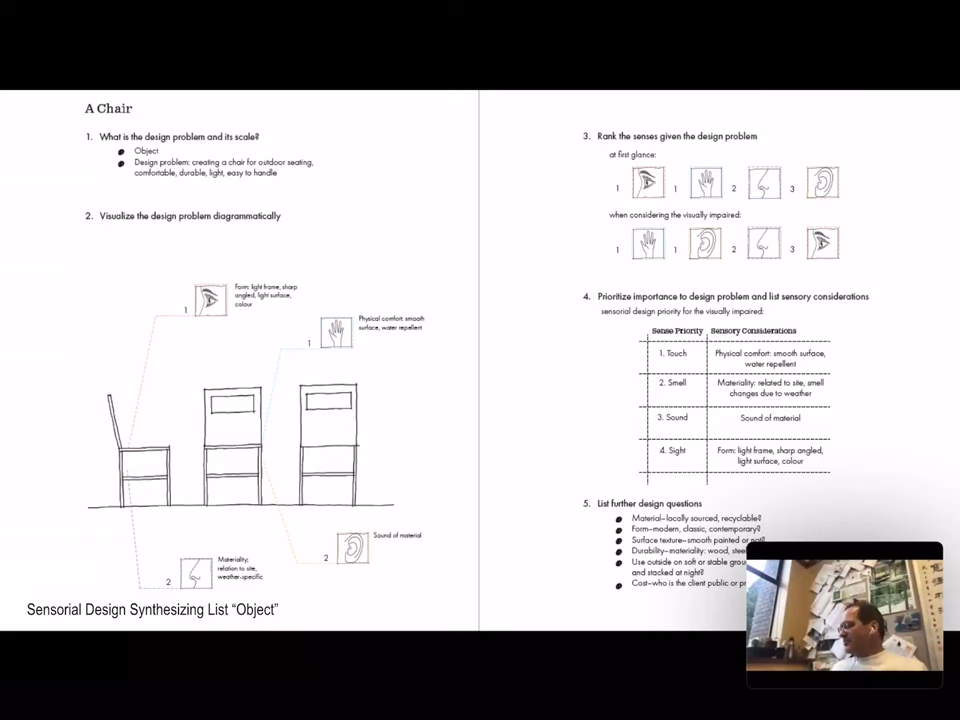 A Chair
1. What is the design problem and its scale?
Object
Design problem: creating a chair for outdoor seating,
comfortable, durable, light, easy to handle
2. Visualize the design problem diagrammatically
1
Form: light frame, sharp
angled, light surface,
colour
1
Physical comfort: smooth
surface, water repellent
2
Materiality;
relation to site,
weather-specific
2
Sound of material
Sensorial Design Synthesizing List “Object”
3. Rank the senses given the design problem
at first glance:
1 1 2 3
when considering the visually impaired:
1 1 2 3
4. Prioritize importance to design problem and list sensory considerations
sensorial design priority for the visually impaired:
Sense Priority Sensory Considerations
1. Touch Physical comfort: smooth surface,
water repellent
2. Smell Materiality: related to site, smell
changes due to weather
3. Sound Sound of material
4. Sight Form: light frame, sharp angled,
light surface, colour
5. List further design questions
Material–locally sourced, recyclable?
Form–modern, classic, contemporary?
Surface texture–smooth painted or not?
Durability–materiality: wood, stee
Use outside on soft or stable grou
and stacked at night?
Cost–who is the client public or pr